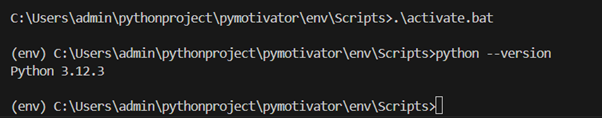 C:\Users\admin\pythonproject\pymotivator\env\Scripts>.\activate.bat
(env) C:\Users\admin\pythonproject\pymotivator\env\Scripts>python --version
Python 3.12.3
(env) C:\Users\admin\pythonproject\pymotivator\env\Scripts>